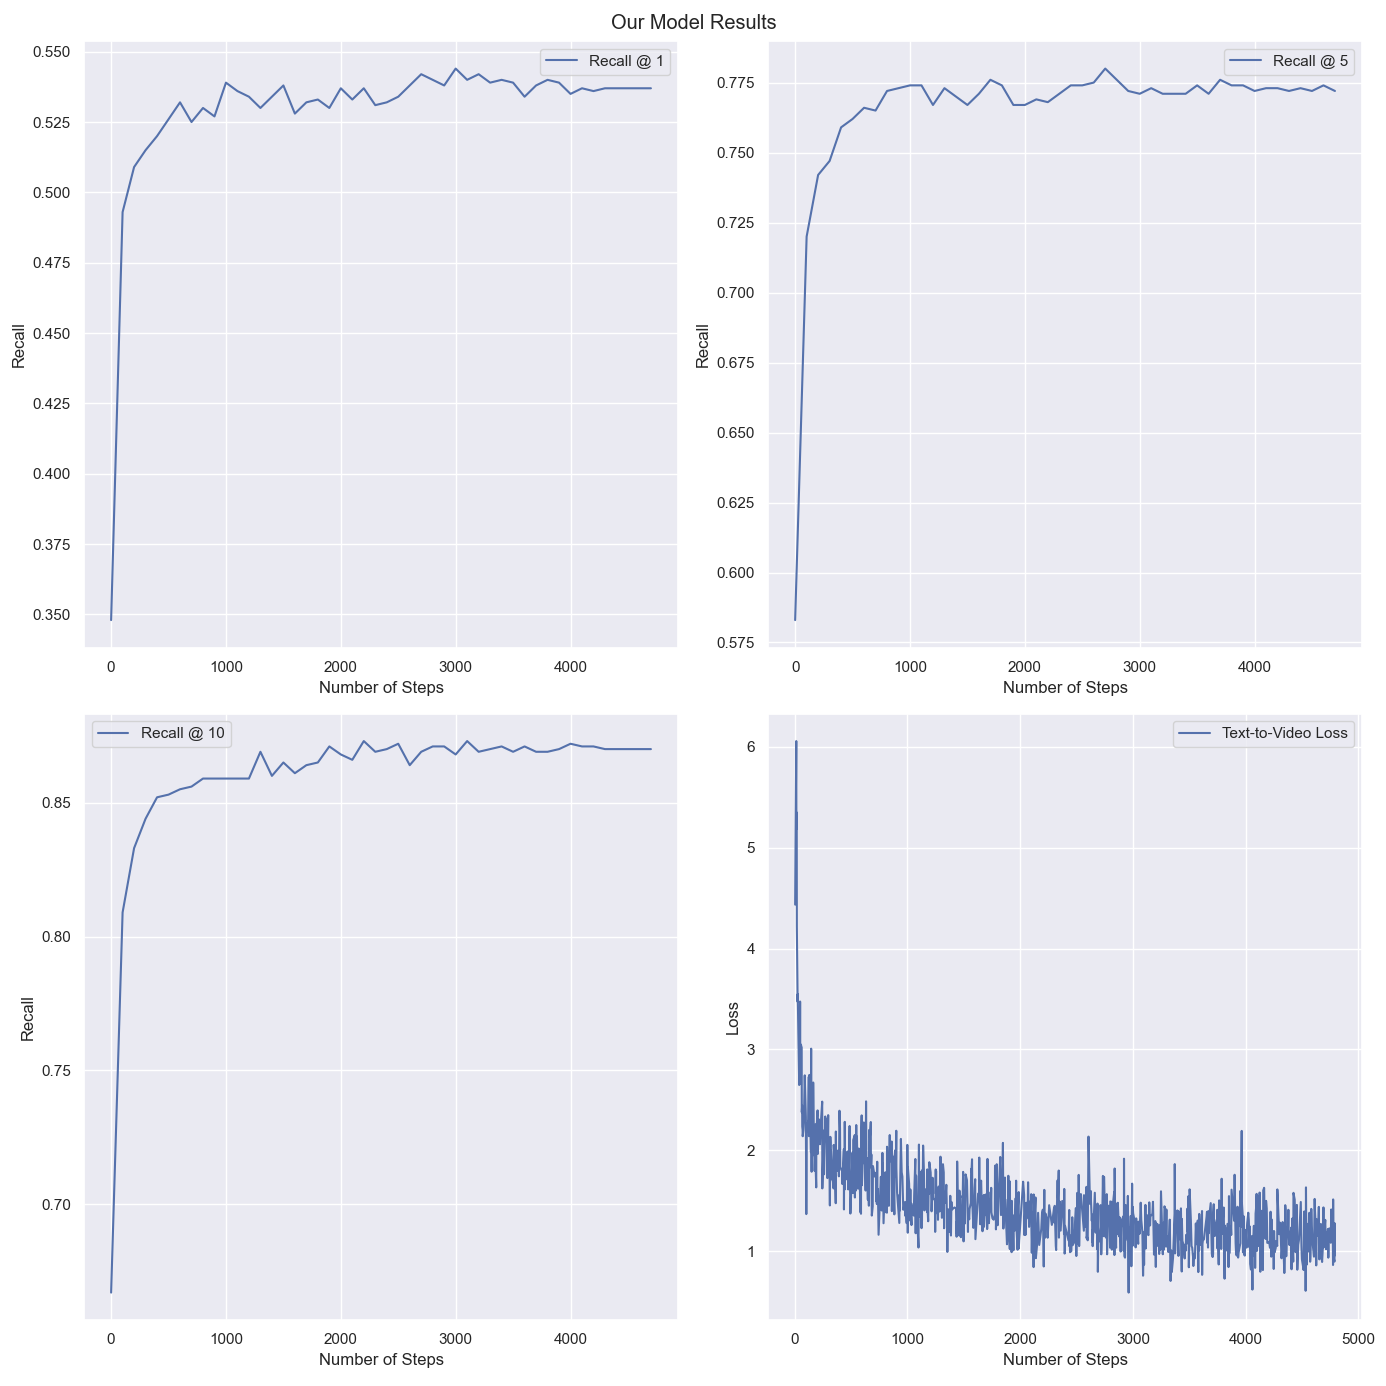 Our Model Results
Recall @ 1
0.550
0.525
0.500
0.475
0.450
0.425
0.400
0.375
0.350
Recall
0 1000 2000 3000 4000
Number of Steps
Recall @ 5
0.775
0.750
0.725
0.700
0.675
0.650
0.625
0.600
0.575
Recall
0 1000 2000 3000 4000
Number of Steps
Recall @ 10
0.85
0.80
0.75
0.70
Recall
0 1000 2000 3000 4000
Number of Steps
Text-to-Video Loss
6
5
4
3
2
1
Loss
0 1000 2000 3000 4000 5000
Number of Steps